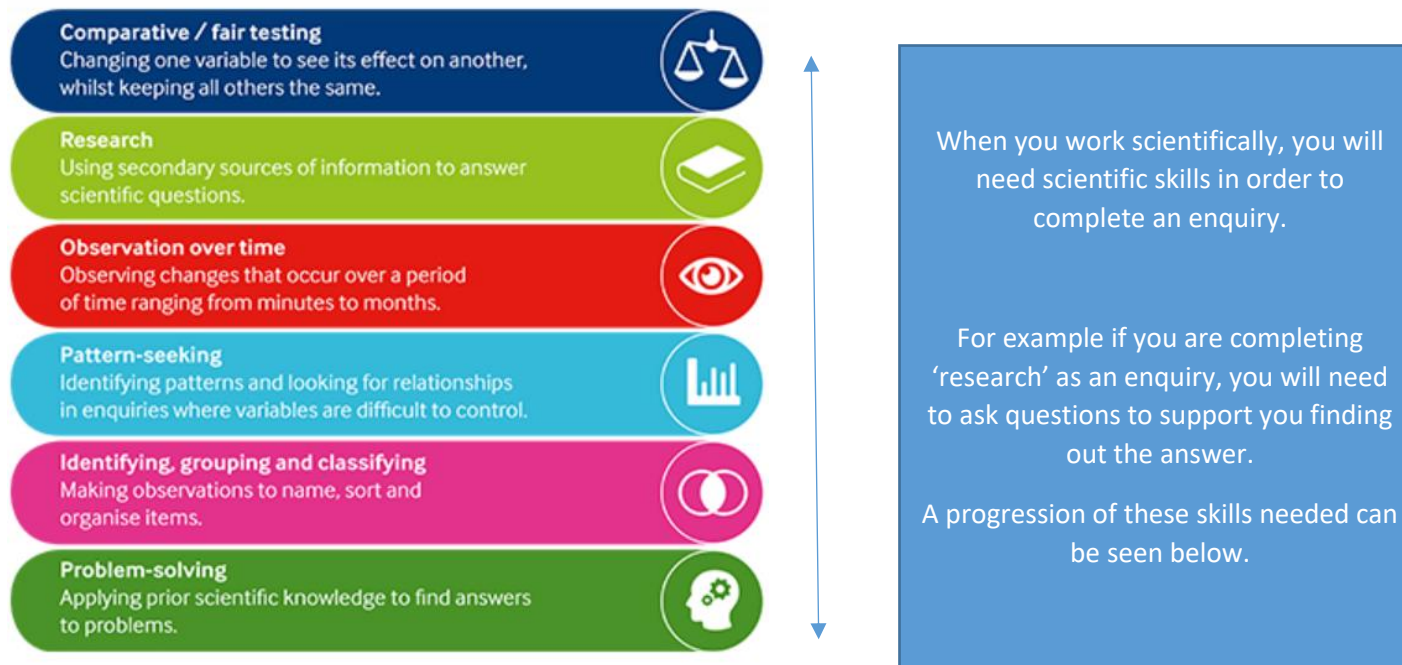 Comparative / fair testing
Changing one variable to see its effect on another,
whilst keeping all others the same.
Research
Using secondary sources of information to answer
scientific questions.
Observation over time
Observing changes that occur over a period
of time ranging from minutes to months.
Pattern-seeking
Identifying patterns and looking for relationships
in enquiries where variables are difficult to control.
Identifying, grouping and classifying
Making observations to name, sort and
organise items.
Problem-solving
Applying prior scientific knowledge to find answers
to problems.
When you work scientifically, you will
need scientific skills in order to
complete an enquiry.
For example if you are completing
‘research’ as an enquiry, you will need
to ask questions to support you finding
out the answer.
A progression of these skills needed can
be seen below.